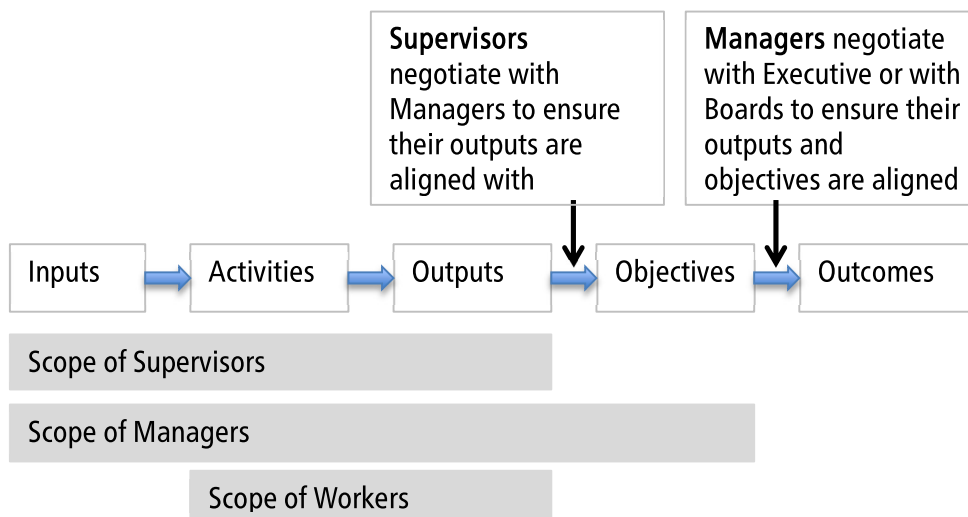 Supervisors
negotiate with
Managers to ensure
their outputs are
aligned with
Managers negotiate
with Executive or with
Boards to ensure their
outputs and
objectives are aligned
Inputs
Activities
Outputs
Objectives
Outcomes
Scope of Supervisors
Scope of Managers
Scope of Workers